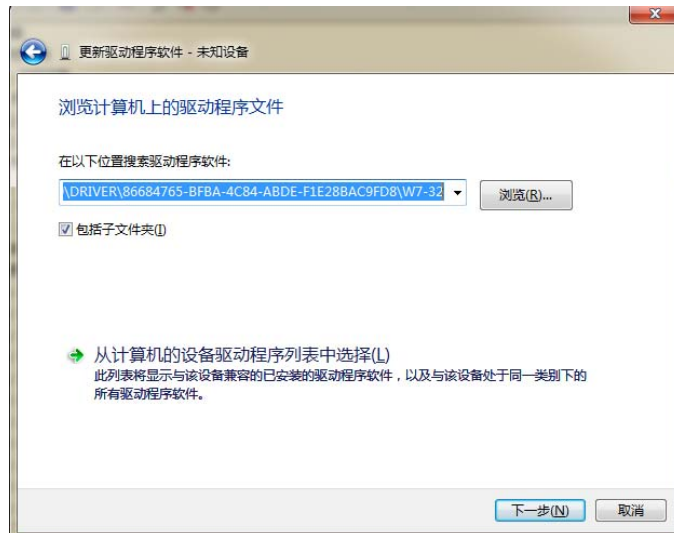 更新驱动程序软件 - 未知设备
浏览计算机上的驱动程序文件
在以下位置搜索驱动程序软件:
\DRIVER\86684765-BFBA-4C84-ABDE-F1E28BAC9FD8\W7-32
浏览(R)...
包括子文件夹(I)
从计算机的设备驱动程序列表中选择(L)
此列表将显示与该设备兼容的已安装的驱动程序软件，以及与该设备处于同一类别下的
所有驱动程序软件。
下一步(N)
取消